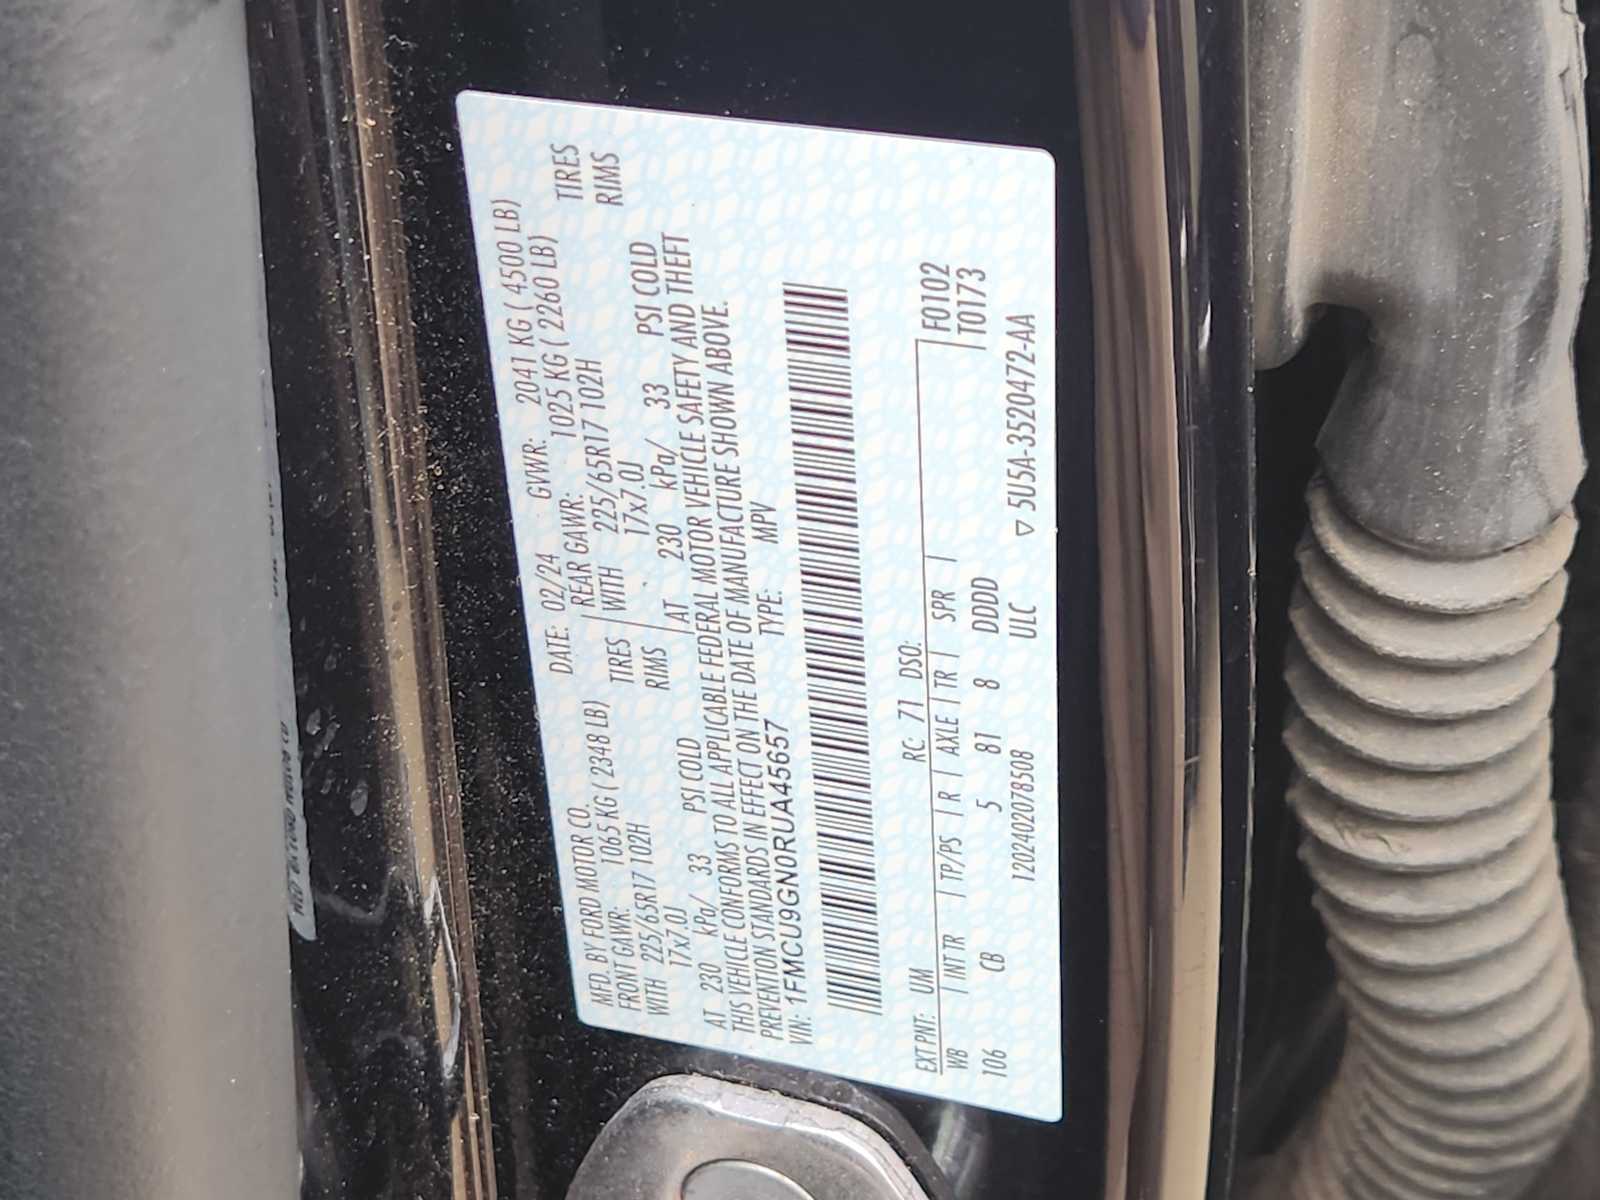 MFD. BY FORD MOTOR CO.
DATE: 02/24 GVWR: 2041 KG ( 4500 LB)
FRONT GAWR: 1065 KG ( 2348 LB) REAR GAWR: 1025 KG ( 2260 LB)
WITH 225/65R17 102H TIRES WITH 225/65R17 102H TIRES
17x7.0J RIMS 17x7.0J RIMS
AT 230 kPa/ 33 PSI COLD AT 230 kPa/ 33 PSI COLD
THIS VEHICLE CONFORMS TO ALL APPLICABLE FEDERAL MOTOR VEHICLE SAFETY AND THEFT
PREVENTION STANDARDS IN EFFECT ON THE DATE OF MANUFACTURE SHOWN ABOVE.
VIN: 1FMCU9GN0RUA45657 TYPE: MPV
EXT PNT: UM RC: 71 DSO: F0102
WB INT TR TP/PS R AXLE TR SPR T0173
106 CB 5 81 8 DDDD
1202402078508 ULC ▽ 5U5A-3520472-AA